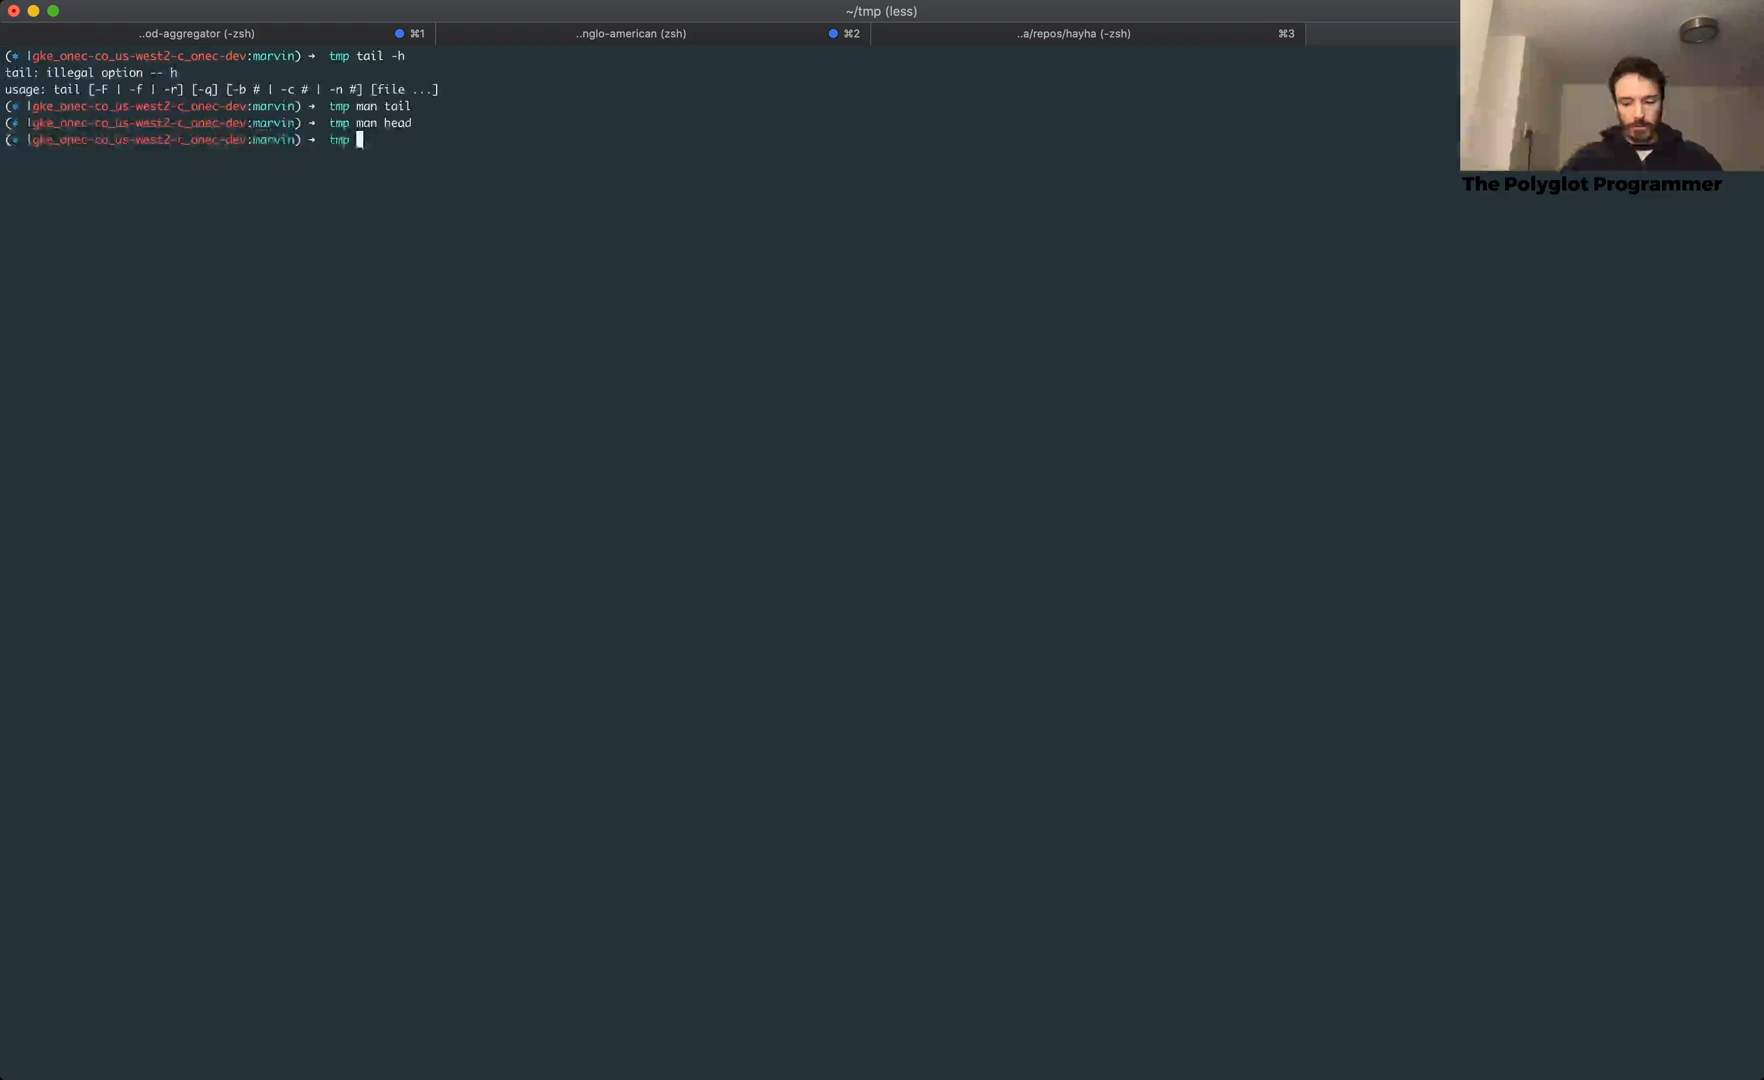 ~/tmp (less)
..od-aggregator (-zsh) ⌘1
..nglo-american (zsh) ⌘2
..a/repos/hayha (-zsh) ⌘3
(* |gke_onec-co_us-west2-c_onec-dev:marvin) → tmp tail -h
tail: illegal option -- h
usage: tail [-F | -f | -r] [-q] [-b # | -c # | -n #] [file ...]
(* |gke_onec-co_us-west2-c_onec-dev:marvin) → tmp man tail
(* |gke_onec-co_us-west2-c_onec-dev:marvin) → tmp man head
(* |gke_onec-co_us-west2-c_onec-dev:marvin) → tmp
The Polyglot Programmer